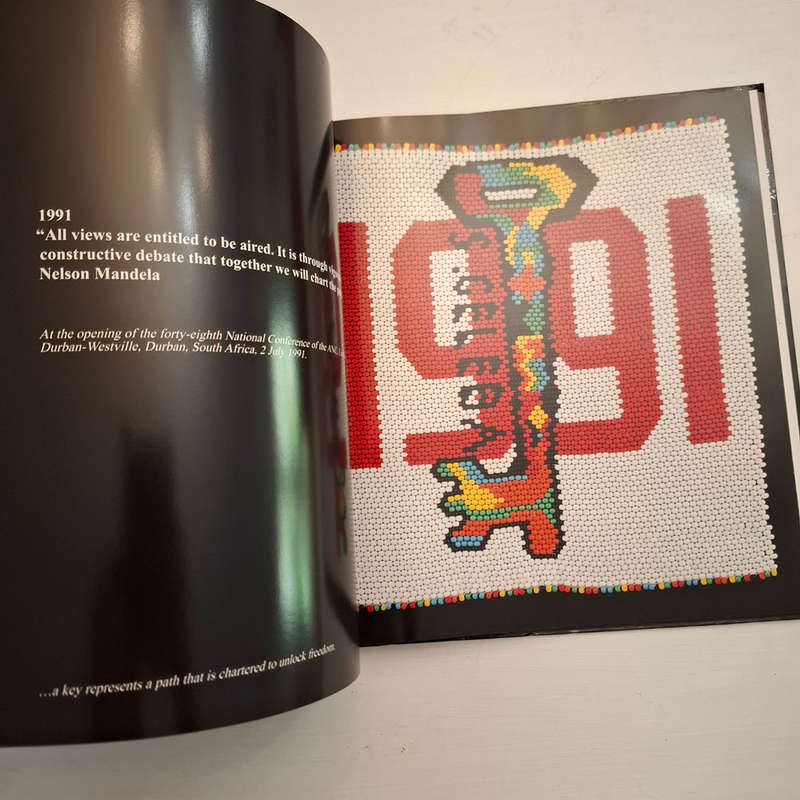 1991
“All views are entitled to be aired. It is through
constructive debate that together we will chart the
Nelson Mandela
At the opening of the forty-eighth National Conference of the ANC,
Durban-Westville, Durban, South Africa, 2 July 1991.
…a key represents a path that is chartered to unlock freedom.
1991
S.CELEBA